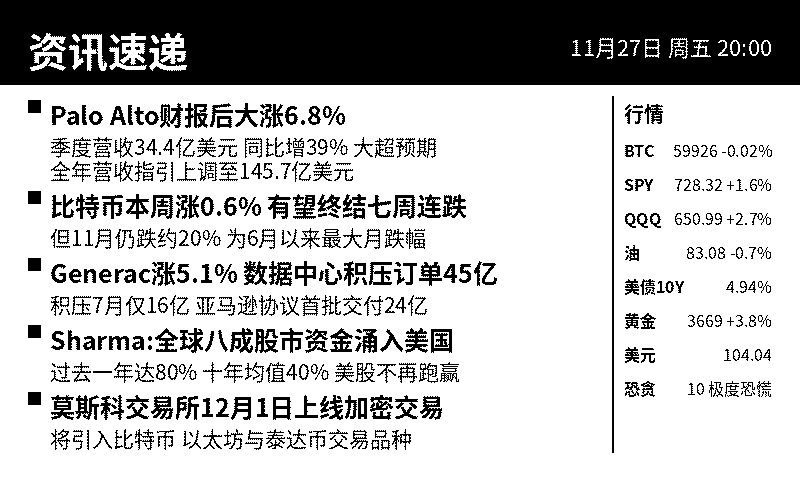 资讯速递
11月27日 周五 20:00
Palo Alto财报后大涨6.8%
季度营收34.4亿美元 同比增39% 大超预期
全年营收指引上调至145.7亿美元
比特币本周涨0.6% 有望终结七周连跌
但11月仍跌约20% 为6月以来最大月跌幅
Generac涨5.1% 数据中心积压订单45亿
积压7月仅16亿 亚马逊协议首批交付24亿
Sharma:全球八成股市资金涌入美国
过去一年达80% 十年均值40% 美股不再跑赢
莫斯科交易所12月1日上线加密交易
将引入比特币 以太坊与泰达币交易品种
行情
BTC 59926 -0.02%
SPY 728.32 +1.6%
QQQ 650.99 +2.7%
油 83.08 -0.7%
美债10Y 4.94%
黄金 3669 +3.8%
美元 104.04
恐贪 10 极度恐慌